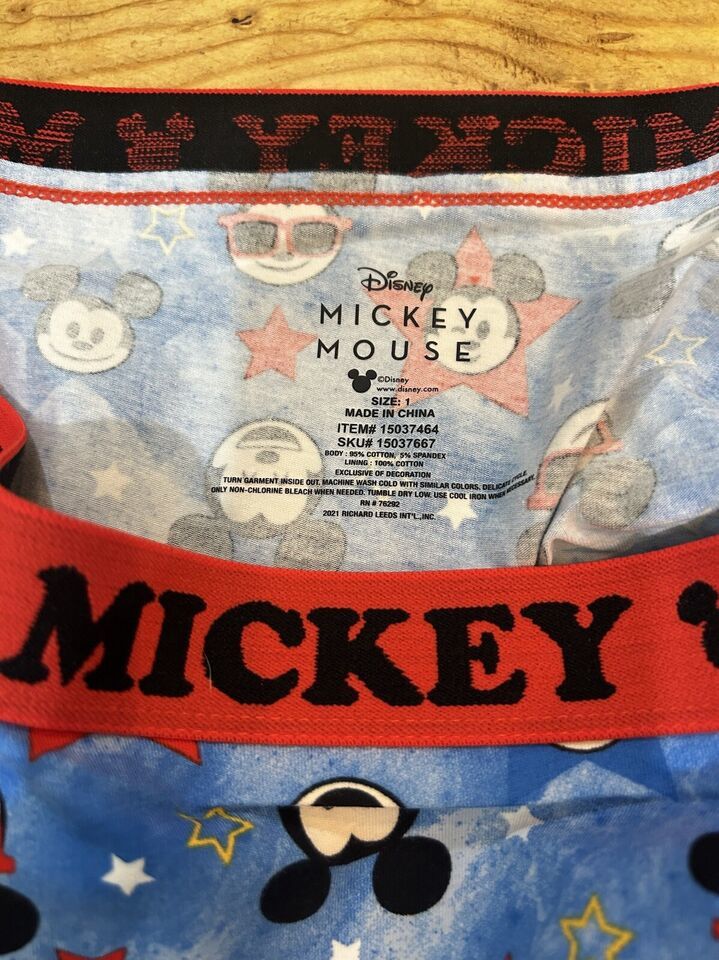 MICKEY M
Disney
MICKEY
MOUSE
©Disney
www.disney.com
SIZE: 1
MADE IN CHINA
ITEM# 15037464
SKU# 15037667
BODY : 95% COTTON, 5% SPANDEX
LINING : 100% COTTON
EXCLUSIVE OF DECORATION
TURN GARMENT INSIDE OUT. MACHINE WASH COLD WITH SIMILAR COLORS. DELICATE CYCLE.
ONLY NON-CHLORINE BLEACH WHEN NEEDED. TUMBLE DRY LOW. USE COOL IRON WHEN NECESSARY.
RN # 76292
2021 RICHARD LEEDS INT'L., INC.
MICKEY